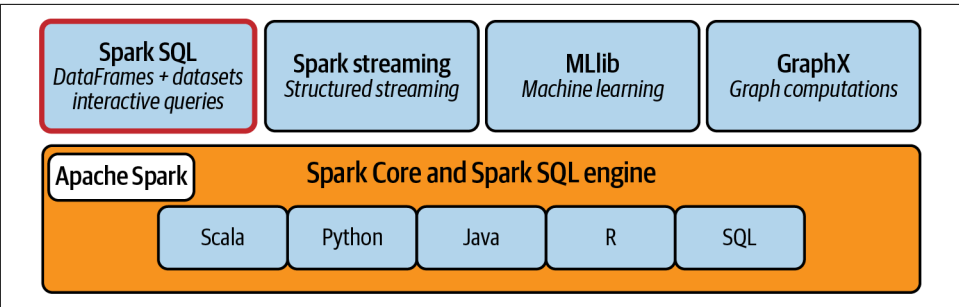 Spark SQL
DataFrames + datasets
interactive queries
Spark streaming
Structured streaming
MLlib
Machine learning
GraphX
Graph computations
Apache Spark
Spark Core and Spark SQL engine
Scala
Python
Java
R
SQL